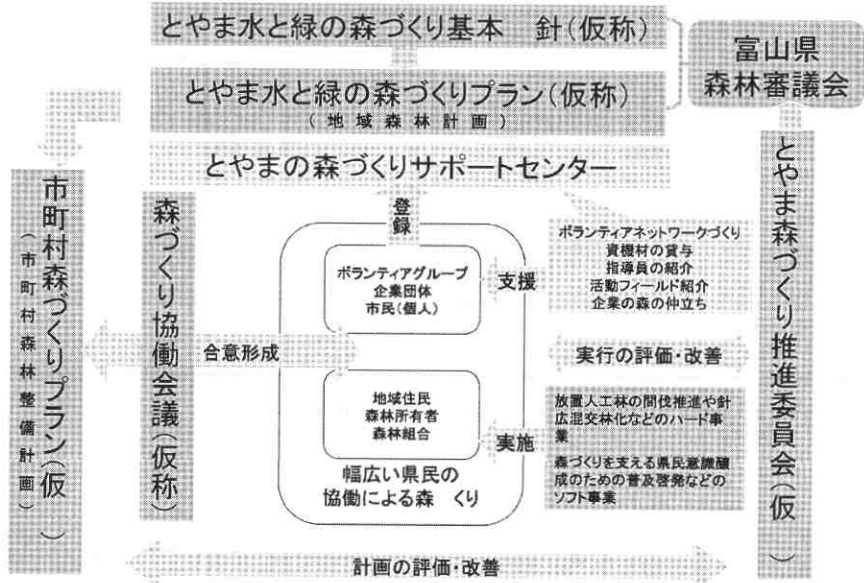 とやま水と緑の森づくり基本　針(仮称)
とやま水と緑の森づくりプラン(仮称)
(地域森林計画)
富山県
森林審議会
とやまの森づくりサポートセンター
市町村森づくりプラン(仮　)
(市町村森林整備計画)
森づくり協働会議(仮称)
登録
ボランティアグループ
企業団体
市民(個人)
支援
ボランティアネットワークづくり
資機材の貸与
指導員の紹介
活動フィールド紹介
企業の森の仲立ち
合意形成
実行の評価・改善
地域住民
森林所有者
森林組合
実施
放置人工林の間伐推進や針
広混交林化などのハード事
業
森づくりを支える県民意識醸
成のための普及啓発などの
ソフト事業
幅広い県民の
協働による森　くり
とやま森づくり推進委員会(仮　)
計画の評価・改善